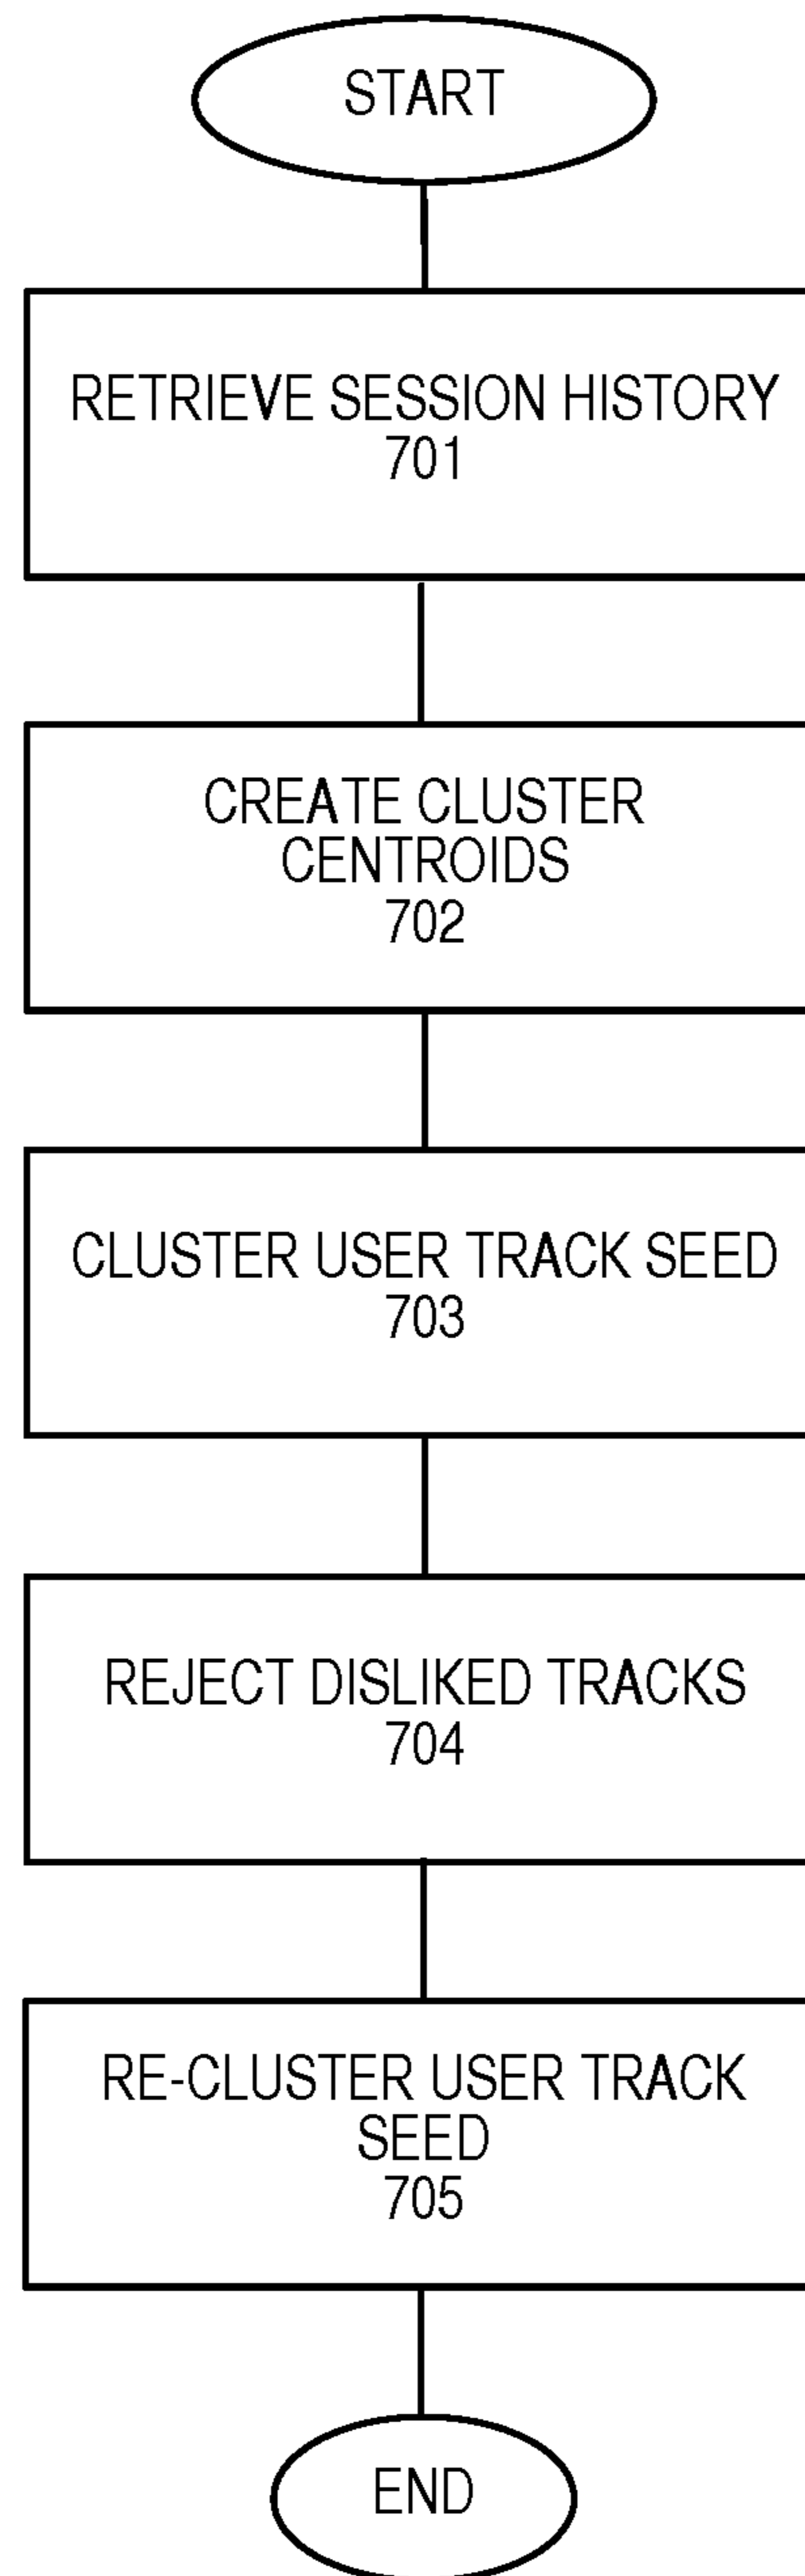 START
RETRIEVE SESSION HISTORY
701
CREATE CLUSTER
CENTROIDS
702
CLUSTER USER TRACK SEED
703
REJECT DISLIKED TRACKS
704
RE-CLUSTER USER TRACK
SEED
705
END